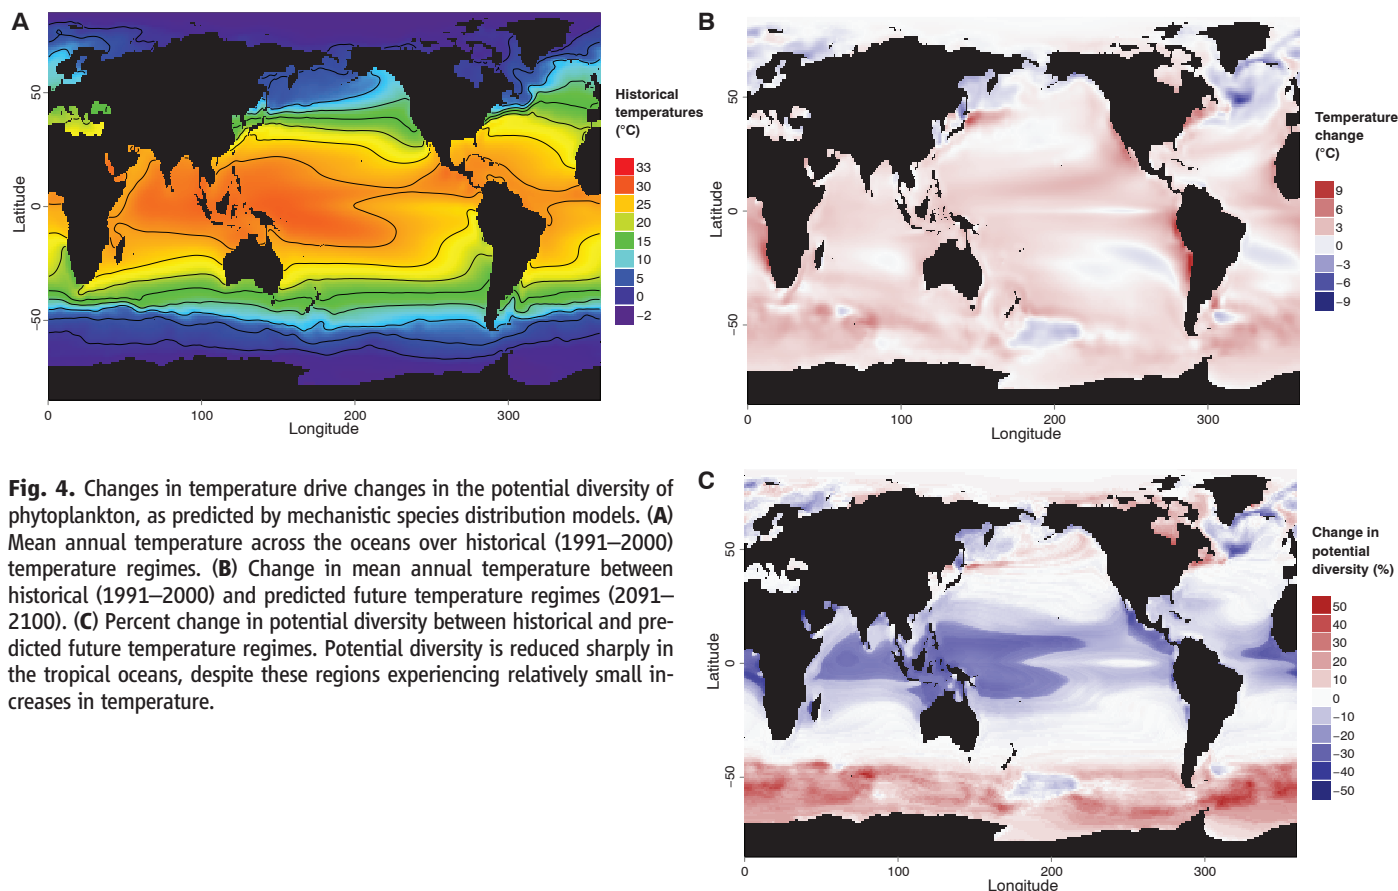 A
50
0
−50
Latitude
0
100
200
300
Longitude
Historical
temperatures
(°C)
33
30
25
20
15
10
5
0
−2
B
50
0
−50
Latitude
0
100
200
300
Longitude
Temperature
change
(°C)
9
6
3
0
−3
−6
−9
Fig. 4. Changes in temperature drive changes in the potential diversity of
phytoplankton, as predicted by mechanistic species distribution models. (A)
Mean annual temperature across the oceans over historical (1991–2000)
temperature regimes. (B) Change in mean annual temperature between
historical (1991–2000) and predicted future temperature regimes (2091–
2100). (C) Percent change in potential diversity between historical and pre-
dicted future temperature regimes. Potential diversity is reduced sharply in
the tropical oceans, despite these regions experiencing relatively small in-
creases in temperature.
C
50
0
−50
Latitude
0
100
200
300
Longitude
Change in
potential
diversity (%)
50
40
30
20
10
0
−10
−20
−30
−40
−50